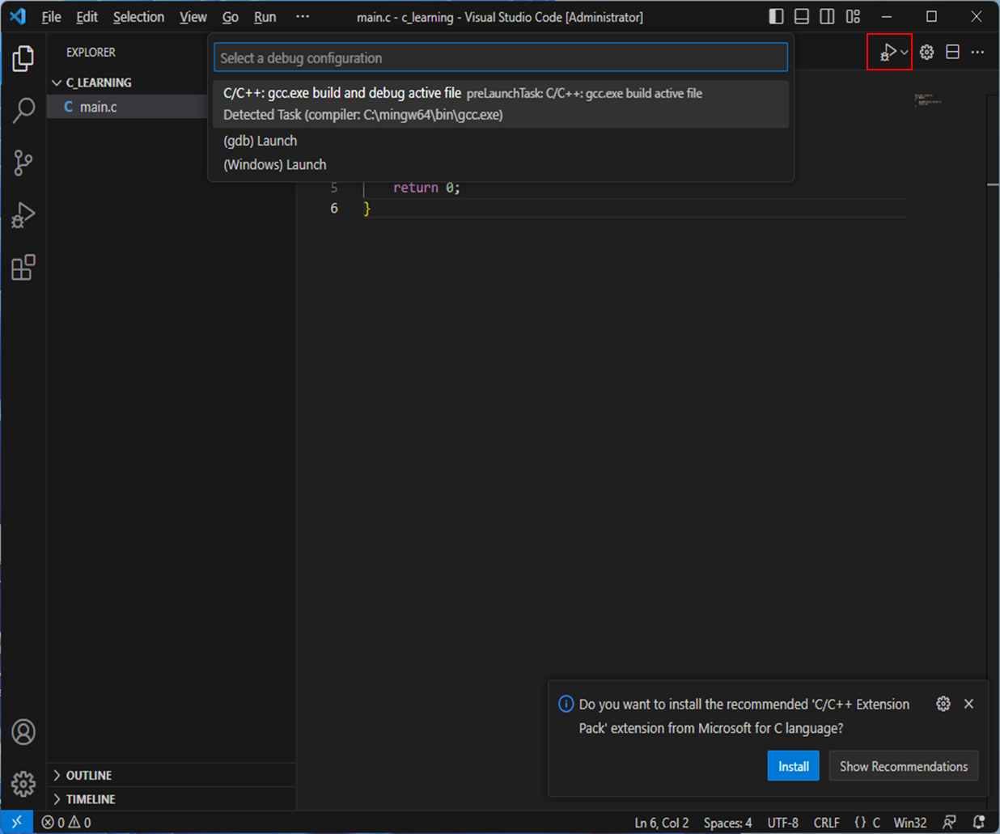 File Edit Selection View Go Run ··· main.c - c_learning - Visual Studio Code [Administrator]
EXPLORER
Select a debug configuration
C_LEARNING
C/C++: gcc.exe build and debug active file preLaunchTask: C/C++: gcc.exe build active file
C main.c
Detected Task (compiler: C:\mingw64\bin\gcc.exe)
(gdb) Launch
(Windows) Launch
5 return 0;
6 }
Do you want to install the recommended 'C/C++ Extension
Pack' extension from Microsoft for C language?
Install Show Recommendations
OUTLINE
TIMELINE
0 0 Ln 6, Col 2 Spaces: 4 UTF-8 CRLF {} C Win32